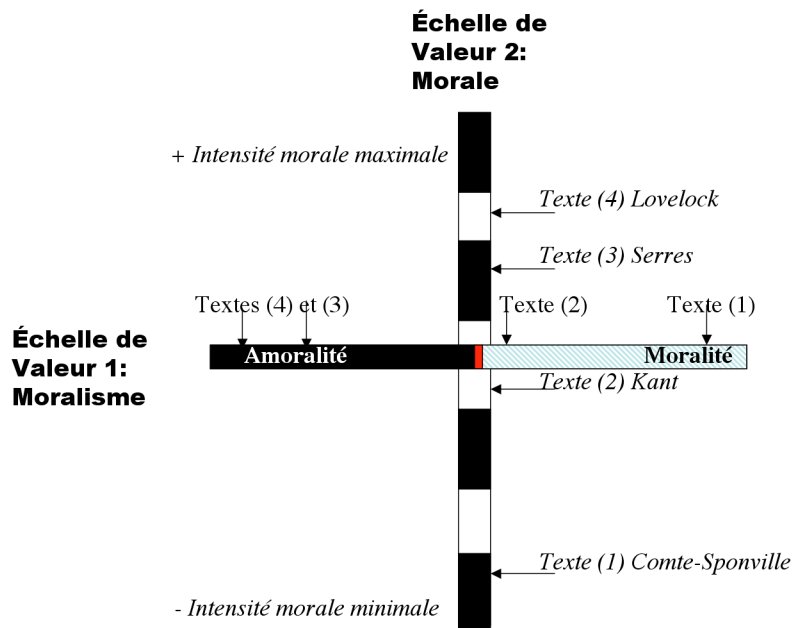 Échelle de
Valeur 2:
Morale
+ Intensité morale maximale
Texte (4) Lovelock
Texte (3) Serres
Textes (4) et (3)
Texte (2)
Texte (1)
Échelle de
Valeur 1:
Moralisme
Amoralité
Moralité
Texte (2) Kant
Texte (1) Comte-Sponville
- Intensité morale minimale